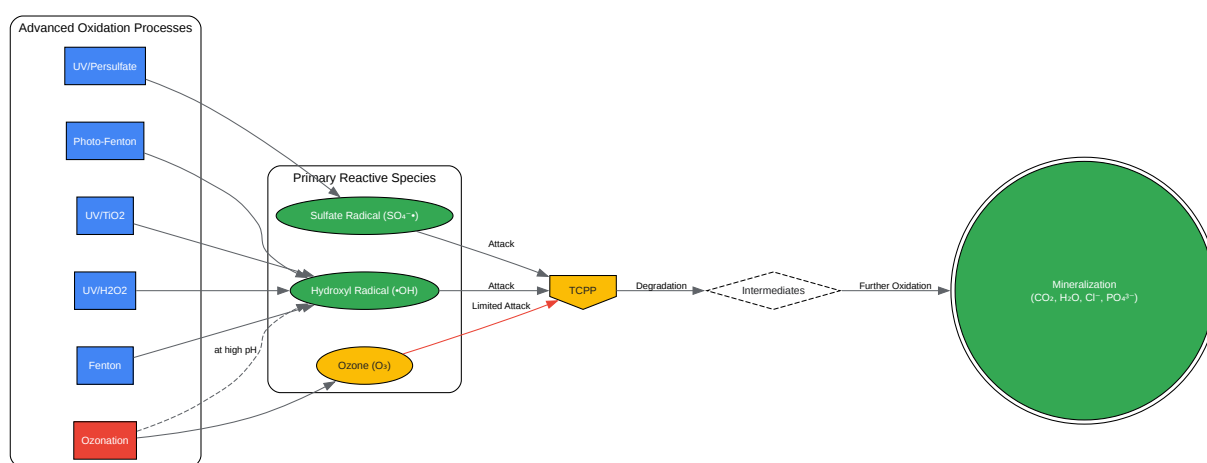 Advanced Oxidation Processes
UV/Persulfate
Photo-Fenton
UV/TiO2
UV/H2O2
Fenton
Ozonation
at high pH
Primary Reactive Species
Sulfate Radical (SO₄⁻•)
Hydroxyl Radical (•OH)
Ozone (O₃)
Attack
Attack
Limited Attack
TCPP
Degradation
Intermediates
Further Oxidation
Mineralization
(CO₂, H₂O, Cl⁻, PO₄³⁻)